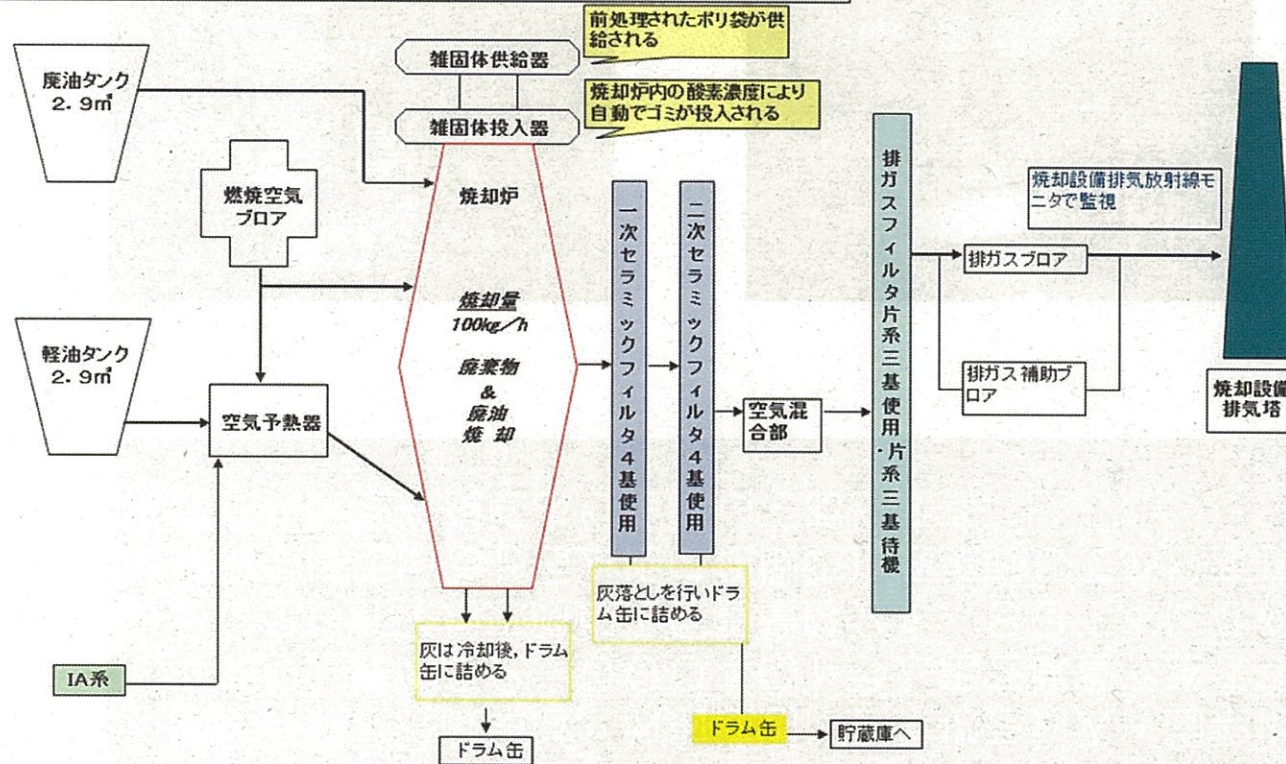 前処理されたポリ袋が供
給される
雑固体供給器
廃油タンク
2．9㎥
焼却炉内の酸素濃度により
自動でゴミが投入される
雑固体投入器
燃焼空気
ブロア
焼却炉
焼却量
100kg／h
廃棄物
&
廃油
焼 却
軽油タンク
2．9㎥
空気予熱器
IA系
一次セラミックフィルタ4基使用
二次セラミックフィルタ4基使用
空気混
合部
排ガスフィルタ片系三基使用・片系三基待機
焼却設備排気放射線モ
ニタで監視
排ガスブロア
排ガス補助ブ
ロア
焼却設備
排気塔
灰落としを行いドラ
ム缶に詰める
灰は冷却後，ドラム
缶に詰める
ドラム缶
ドラム缶
貯蔵庫へ